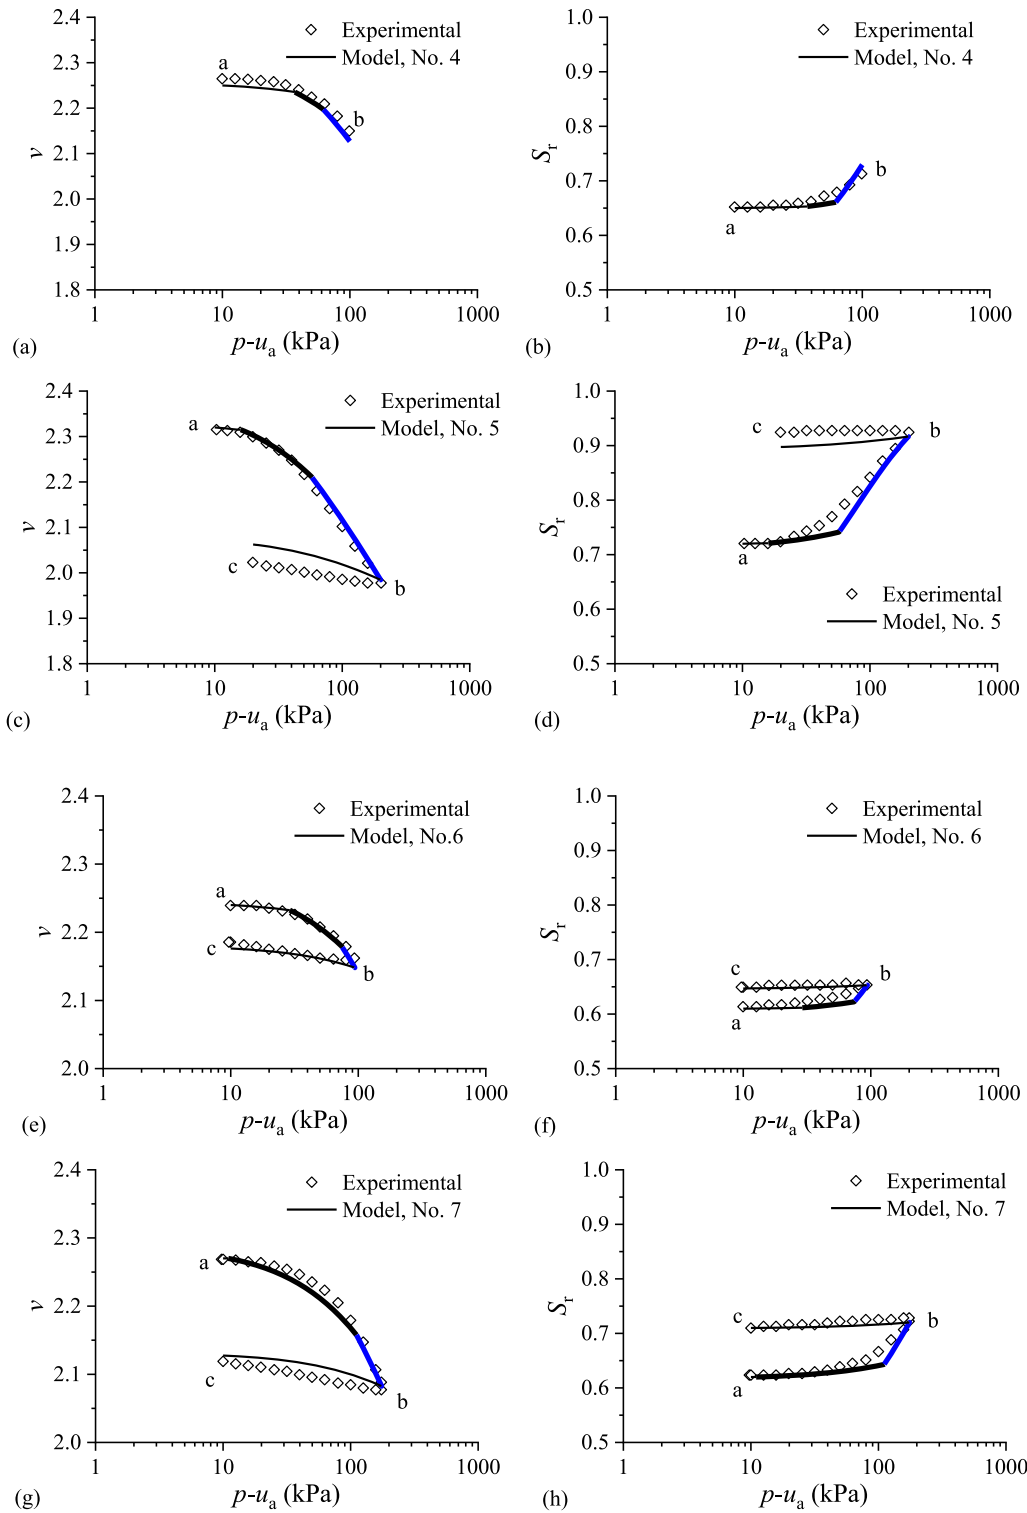 2.4
2.3
2.2
2.1
2.0
1.9
1.8
v
a
b
Experimental
Model, No. 4
1
10
100
1000
p-ua (kPa)
(a)
1.0
0.9
0.8
0.7
0.6
0.5
Sr
a
b
Experimental
Model, No. 4
1
10
100
1000
p-ua (kPa)
(b)
2.4
2.3
2.2
2.1
2.0
1.9
1.8
v
a
c
b
Experimental
Model, No. 5
1
10
100
1000
p-ua (kPa)
(c)
1.0
0.9
0.8
0.7
0.6
0.5
Sr
c
b
a
Experimental
Model, No. 5
1
10
100
1000
p-ua (kPa)
(d)
2.4
2.3
2.2
2.1
2.0
v
a
c
b
Experimental
Model, No.6
1
10
100
1000
p-ua (kPa)
(e)
1.0
0.9
0.8
0.7
0.6
0.5
Sr
c
b
a
Experimental
Model, No. 6
1
10
100
1000
p-ua (kPa)
(f)
2.4
2.3
2.2
2.1
2.0
v
a
c
b
Experimental
Model, No. 7
1
10
100
1000
p-ua (kPa)
(g)
1.0
0.9
0.8
0.7
0.6
0.5
Sr
c
b
a
Experimental
Model, No. 7
1
10
100
1000
p-ua (kPa)
(h)